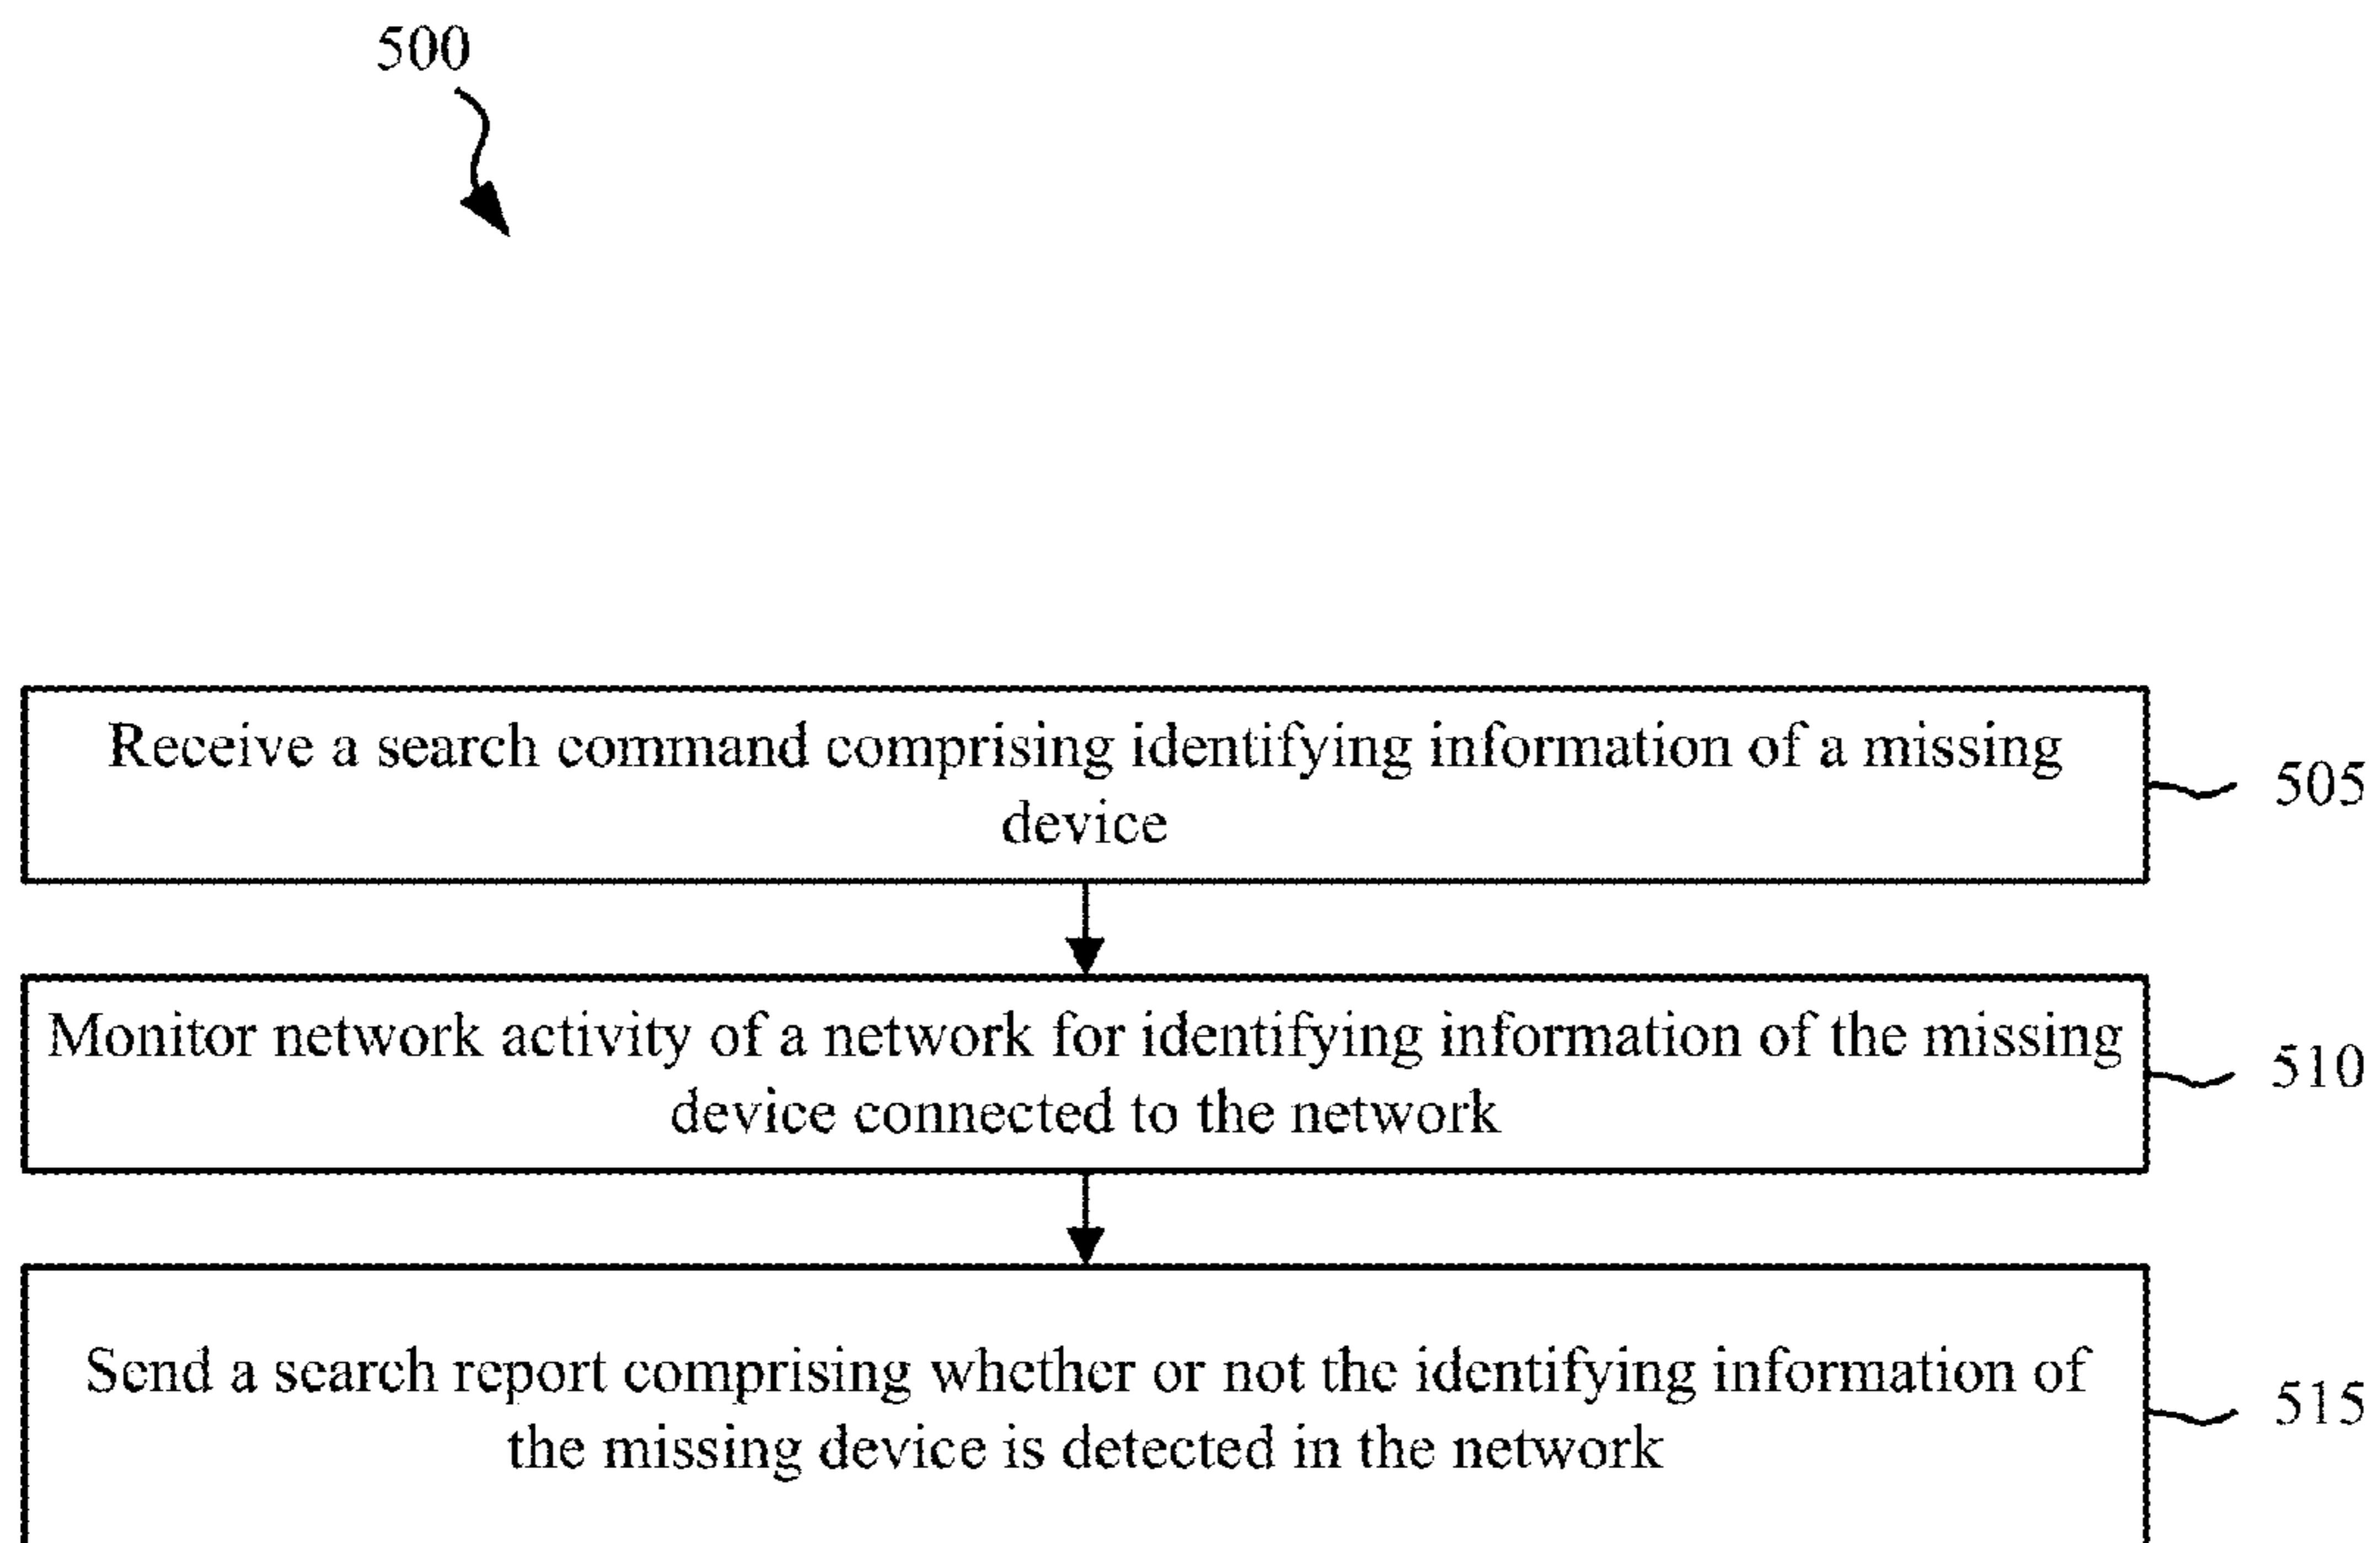 500
Receive a search command comprising identifying information of a missing
device
505
Monitor network activity of a network for identifying information of the missing
device connected to the network
510
Send a search report comprising whether or not the identifying information of
the missing device is detected in the network
515